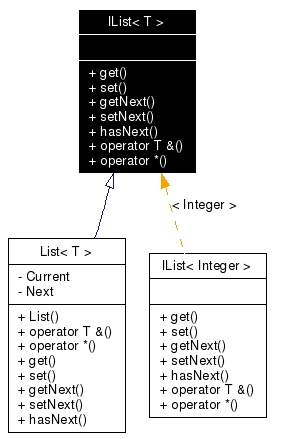 IList< T >
+ get()
+ set()
+ getNext()
+ setNext()
+ hasNext()
+ operator T &()
+ operator *()
< Integer >
List< T >
- Current
- Next
+ List()
+ operator T &()
+ operator *()
+ get()
+ set()
+ getNext()
+ setNext()
+ hasNext()
IList< Integer >
+ get()
+ set()
+ getNext()
+ setNext()
+ hasNext()
+ operator T &()
+ operator *()